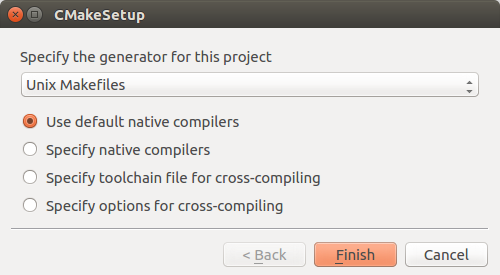 CMakeSetup
Specify the generator for this project
Unix Makefiles
Use default native compilers
Specify native compilers
Specify toolchain file for cross-compiling
Specify options for cross-compiling
< Back Finish Cancel